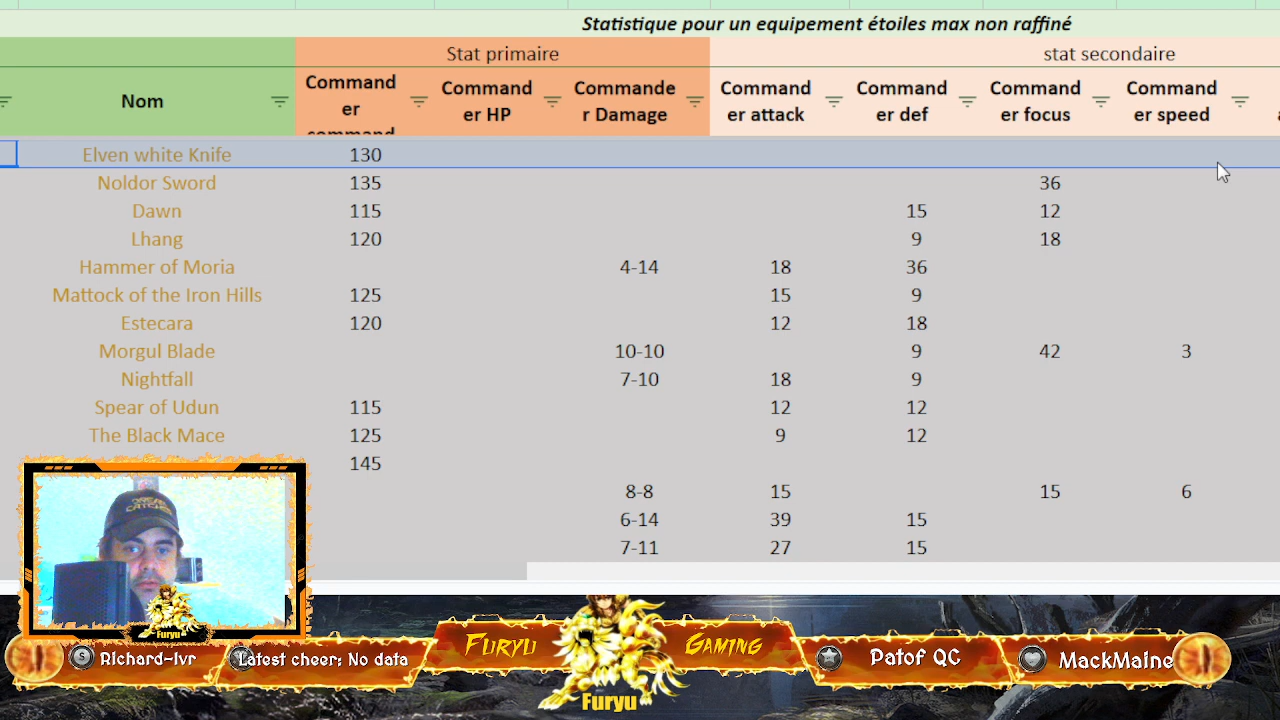 Statistique pour un equipement étoiles max non raffiné
Stat primaire stat secondaire
Nom
Command
er
command
Command
er HP
Commande
r Damage
Command
er attack
Command
er def
Command
er focus
Command
er speed
Elven white Knife 130
Noldor Sword 135 36
Dawn 115 15 12
Lhang 120 9 18
Hammer of Moria 4-14 18 36
Mattock of the Iron Hills 125 15 9
Estecara 120 12 18
Morgul Blade 10-10 9 42 3
Nightfall 7-10 18 9
Spear of Udun 115 12 12
The Black Mace 125 9 12
145
8-8 15 15 6
6-14 39 15
7-11 27 15
DREAM
CATCHER
Furyu
FURYU GAMING
S Richard-lvr
Latest cheer: No data
Patof QC
MackMaine
Furyu